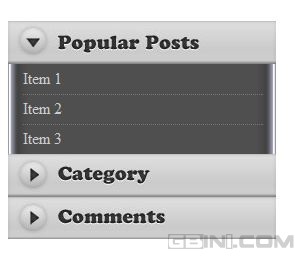 Popular Posts
Item 1
Item 2
Item 3
Category
Comments
GBIN1.COM